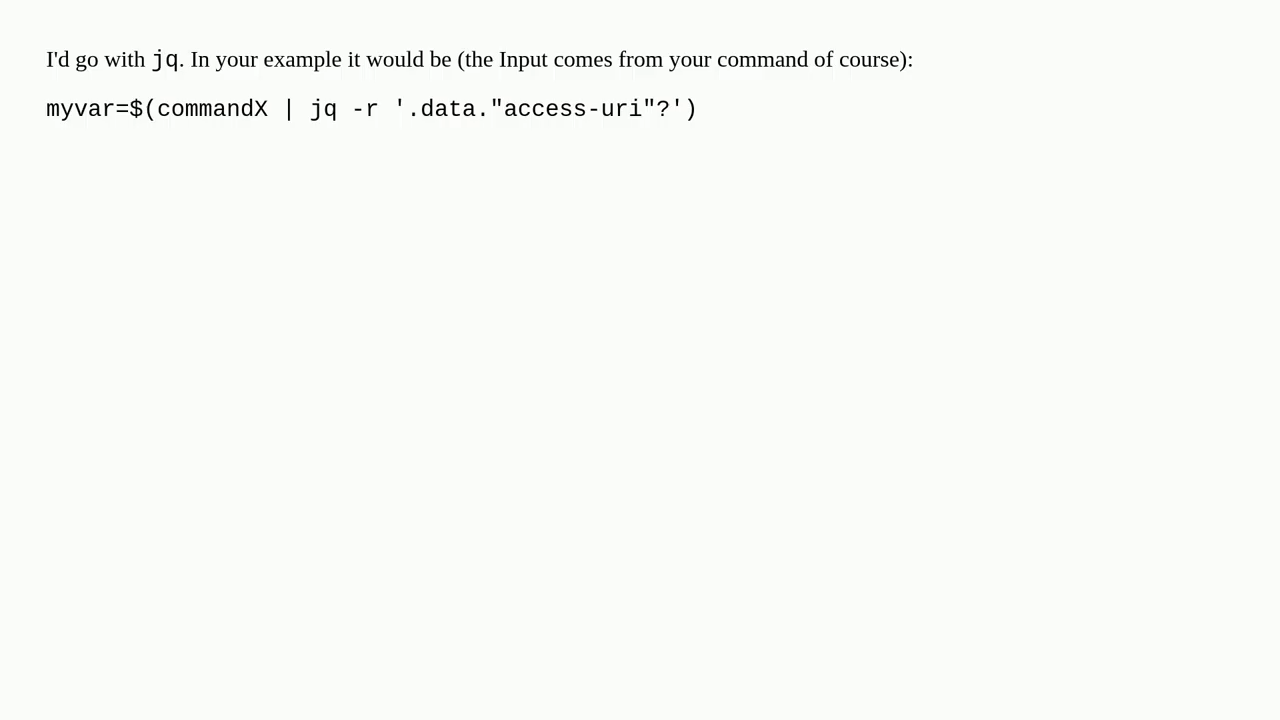 I'd go with jq. In your example it would be (the Input comes from your command of course):
myvar=$(commandX | jq -r '.data."access-uri"?')